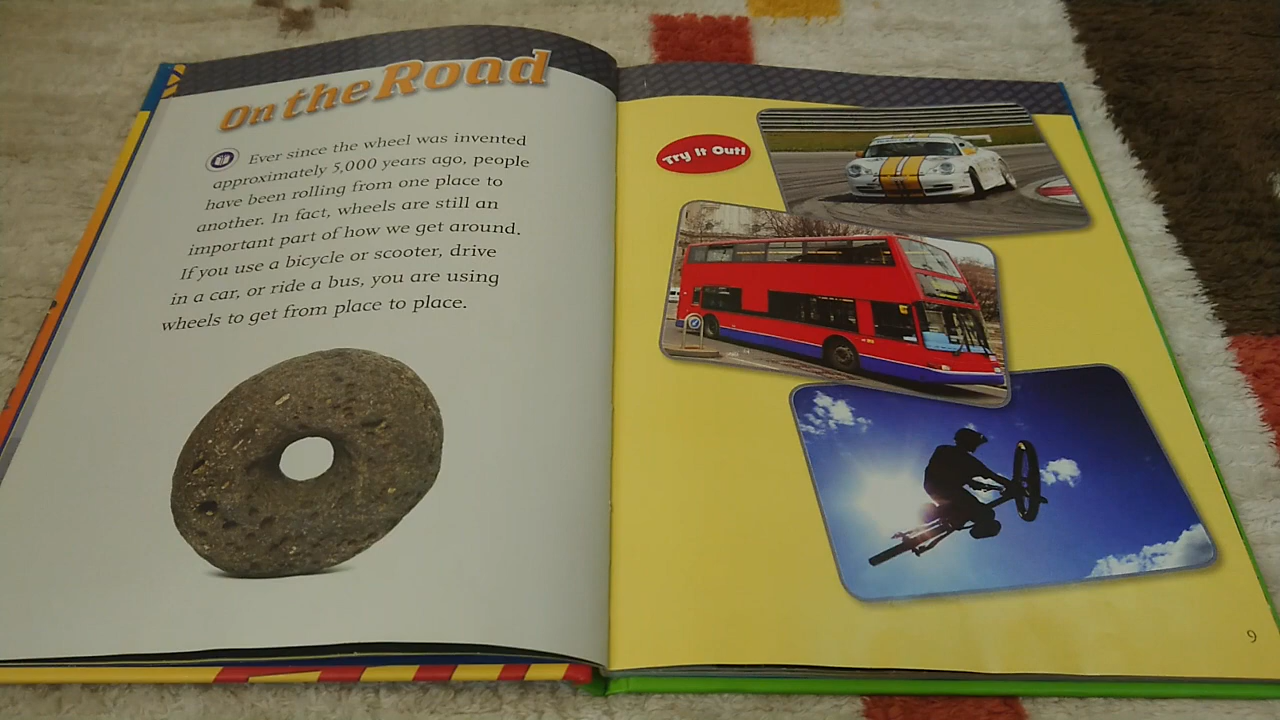 On the Road
Ever since the wheel was invented
approximately 5,000 years ago, people
have been rolling from one place to
another. In fact, wheels are still an
important part of how we get around.
If you use a bicycle or scooter, drive
in a car, or ride a bus, you are using
wheels to get from place to place.
Try It Out!
9